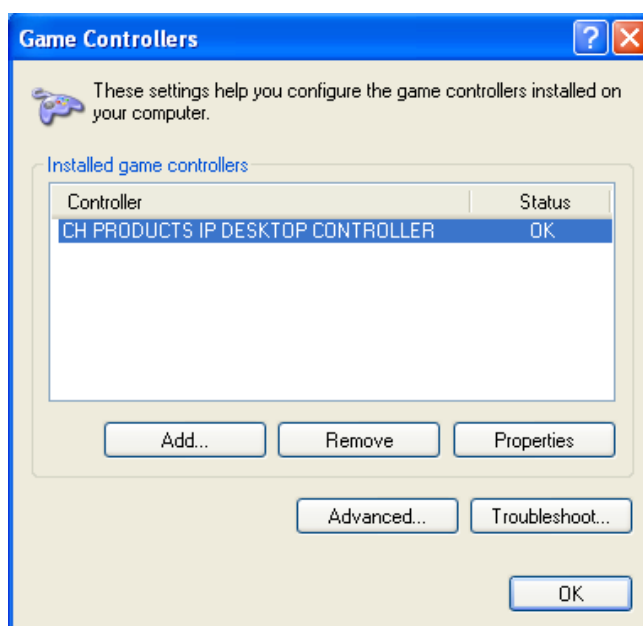 Game Controllers
These settings help you configure the game controllers installed on
your computer.
Installed game controllers
Controller Status
CH PRODUCTS IP DESKTOP CONTROLLER OK
Add... Remove Properties
Advanced... Troubleshoot...
OK